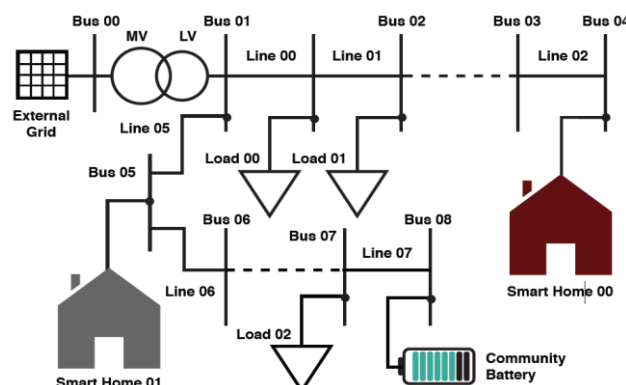 Bus 00
Bus 01
Bus 02
Bus 03
Bus 04
MV
LV
Line 00
Line 01
Line 02
External
Grid
Line 05
Load 00
Load 01
Bus 05
Bus 06
Bus 07
Bus 08
Line 07
Line 06
Load 02
Smart Home 00
Smart Home 01
Community
Battery